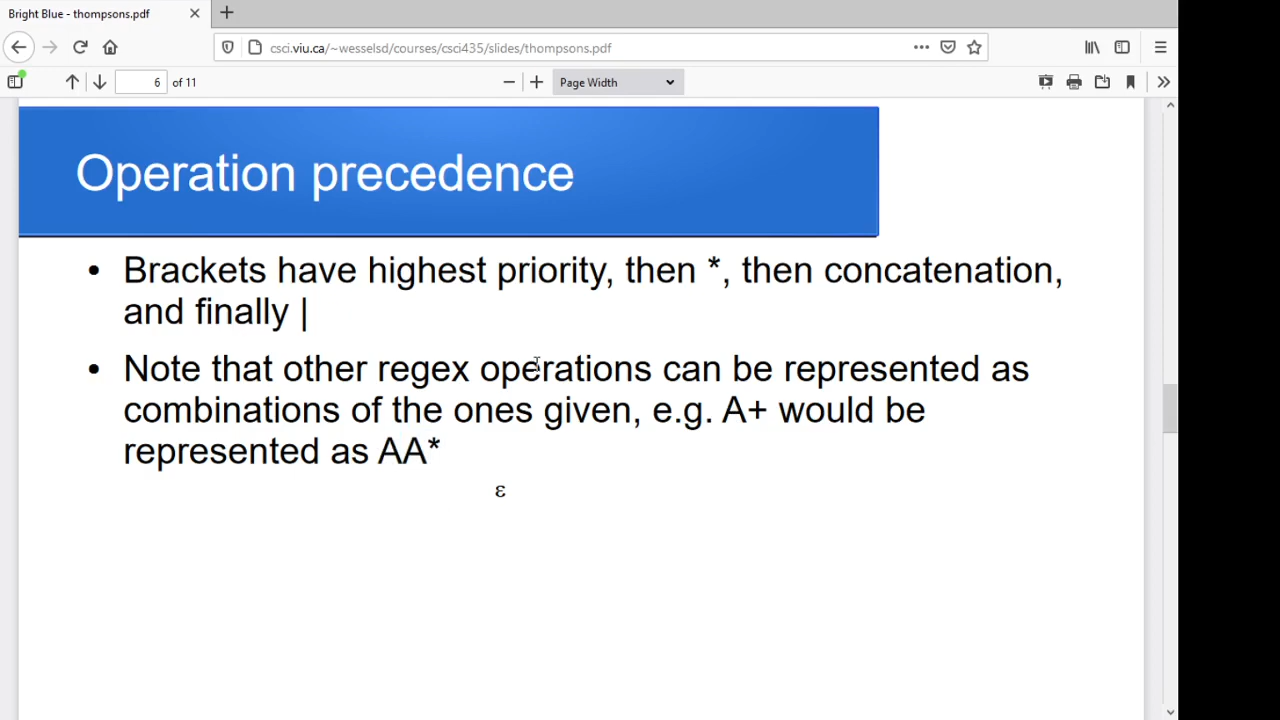 Bright Blue - thompsons.pdf
csci.viu.ca/~wesselsd/courses/csci435/slides/thompsons.pdf
6 of 11
Page Width
Operation precedence
• Brackets have highest priority, then *, then concatenation,
and finally |
• Note that other regex operations can be represented as
combinations of the ones given, e.g. A+ would be
represented as AA*
ε